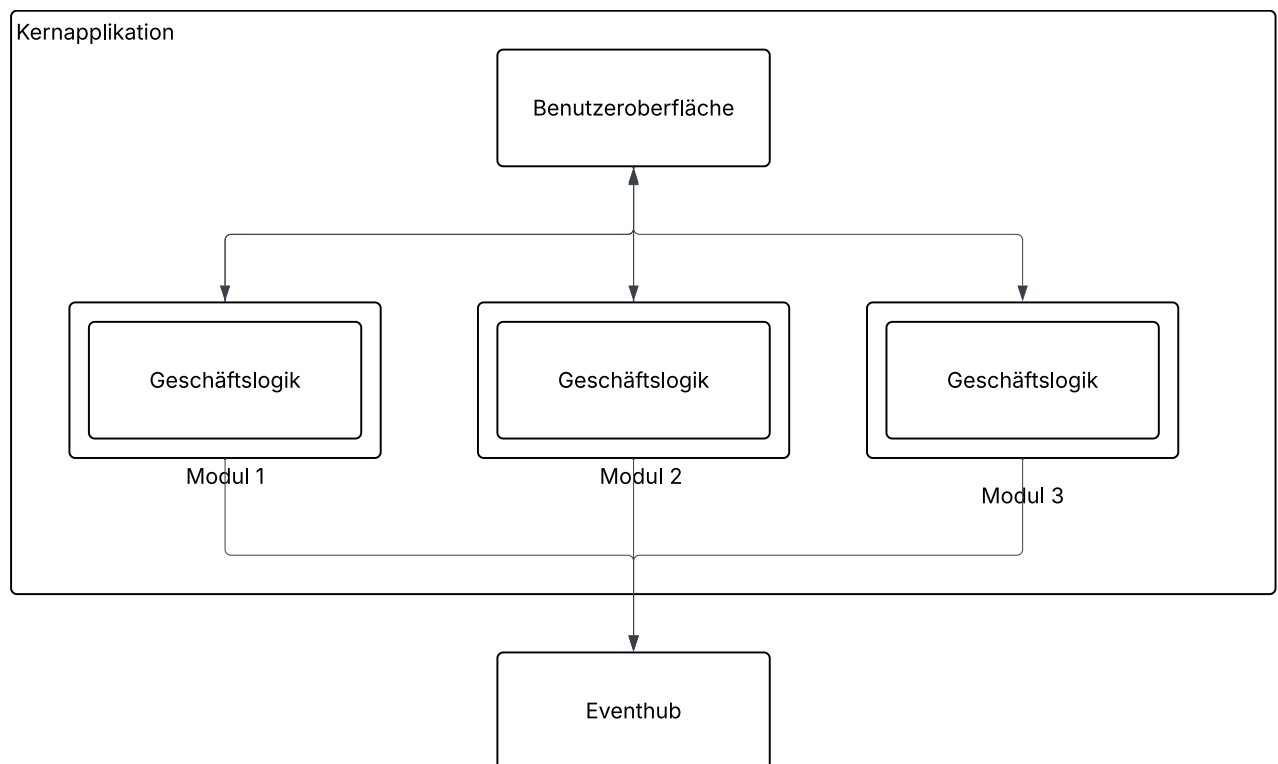 Kernapplikation
Benutzeroberfläche
Geschäftslogik
Geschäftslogik
Geschäftslogik
Modul 1
Modul 2
Modul 3
Eventhub